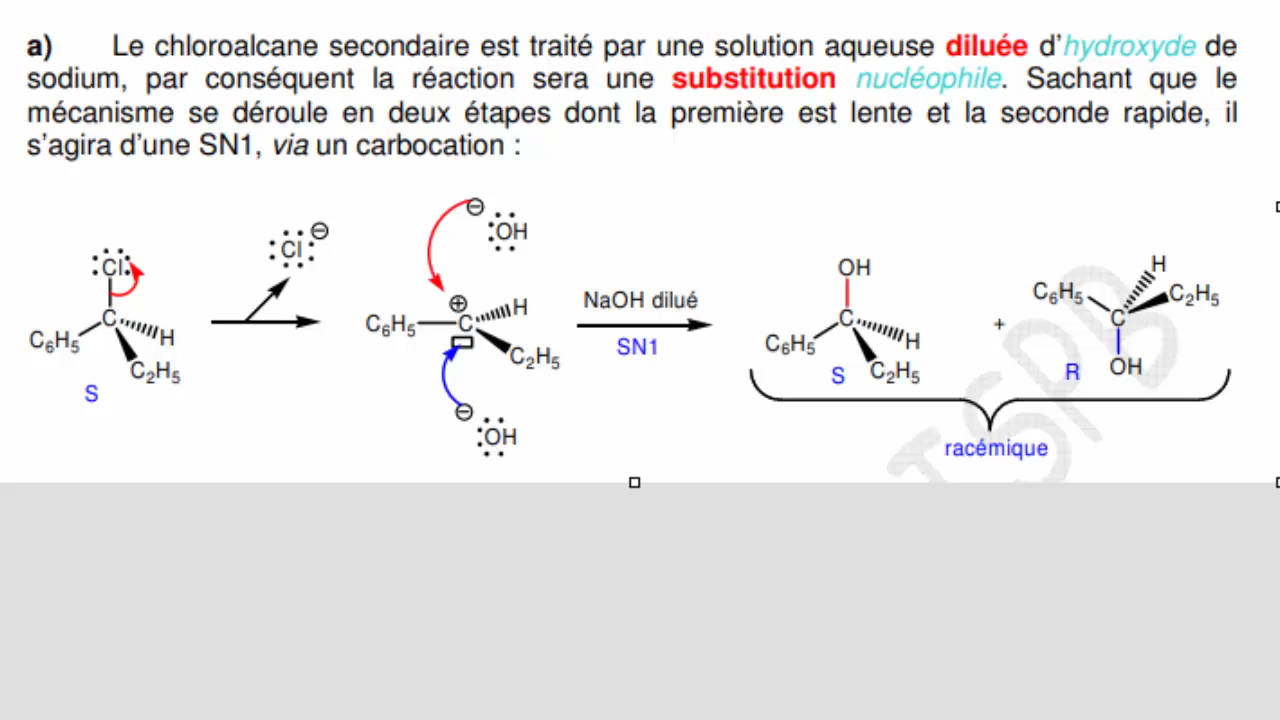 a) Le chloroalcane secondaire est traité par une solution aqueuse diluée d'hydroxyde de
sodium, par conséquent la réaction sera une substitution nucléophile. Sachant que le
mécanisme se déroule en deux étapes dont la première est lente et la seconde rapide, il
s'agira d'une SN1, via un carbocation :
Cl
C
C6H5
H
C2H5
S
Cl ⊖
⊖
OH
⊕
C6H5 C H
C2H5
⊖
OH
NaOH dilué
SN1
OH
C
C6H5
H
C2H5
S
+
H
C6H5
C2H5
C
OH
R
racémique